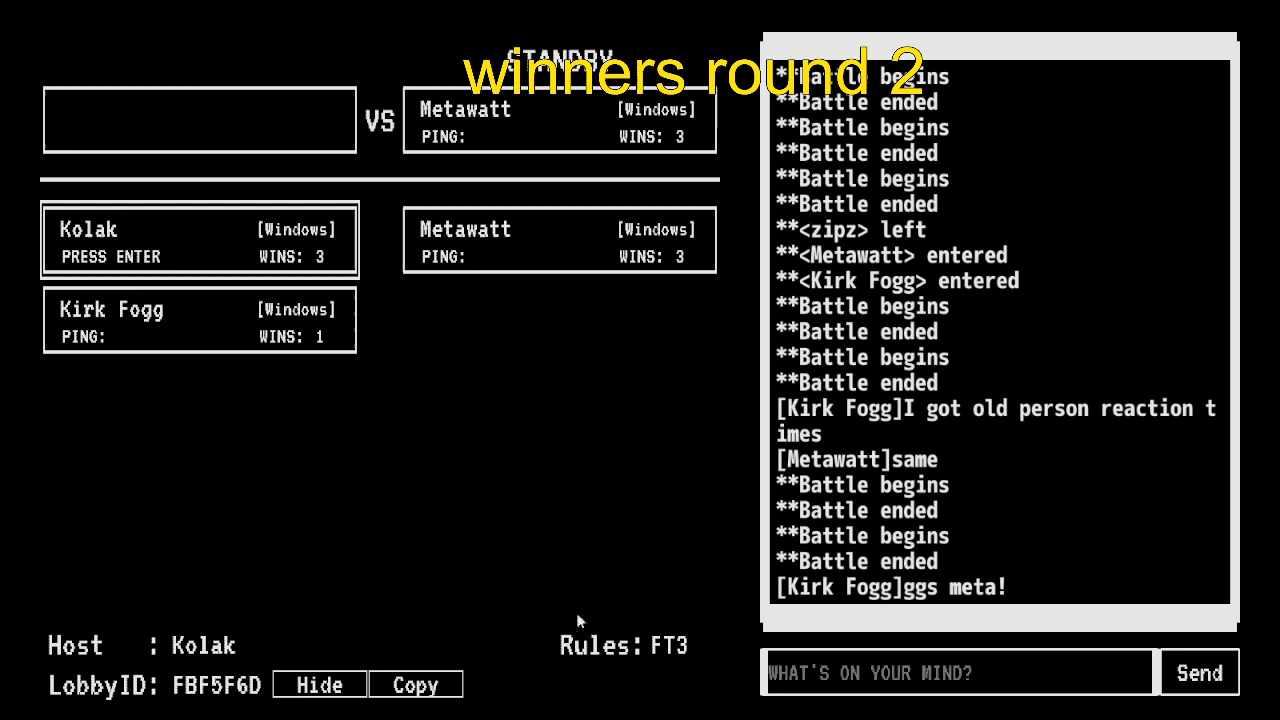 STANDBY
winners round 2
VS
Metawatt [Windows]
PING: WINS: 3
Kolak [Windows]
PRESS ENTER WINS: 3
Metawatt [Windows]
PING: WINS: 3
Kirk Fogg [Windows]
PING: WINS: 1
Host : Kolak
Rules: FT3
LobbyID: FBF5F6D Hide Copy
**Battle begins
**Battle ended
**Battle begins
**Battle ended
**Battle begins
**Battle ended
**<zipz> left
**<Metawatt> entered
**<Kirk Fogg> entered
**Battle begins
**Battle ended
**Battle begins
**Battle ended
[Kirk Fogg]I got old person reaction t
imes
[Metawatt]same
**Battle begins
**Battle ended
**Battle begins
**Battle ended
[Kirk Fogg]ggs meta!
WHAT'S ON YOUR MIND? Send